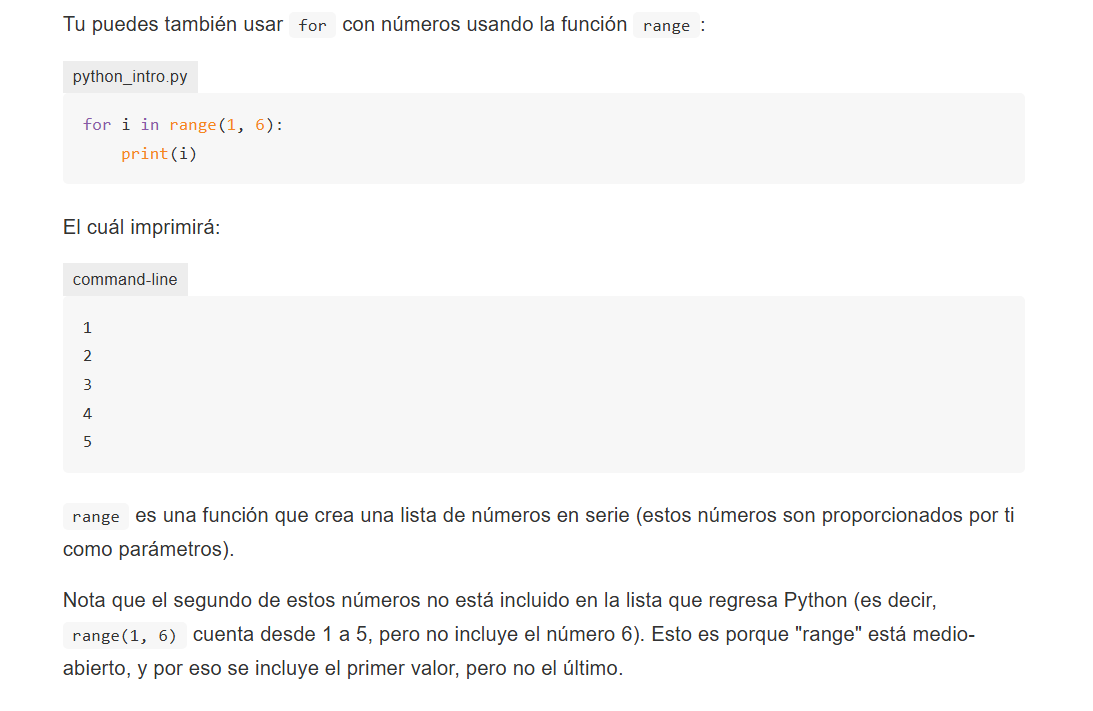 Tu puedes también usar for con números usando la función range :
python_intro.py
for i in range(1, 6):
    print(i)
El cuál imprimirá:
command-line
1
2
3
4
5
range es una función que crea una lista de números en serie (estos números son proporcionados por ti
como parámetros).
Nota que el segundo de estos números no está incluido en la lista que regresa Python (es decir,
range(1, 6) cuenta desde 1 a 5, pero no incluye el número 6). Esto es porque "range" está medio-
abierto, y por eso se incluye el primer valor, pero no el último.